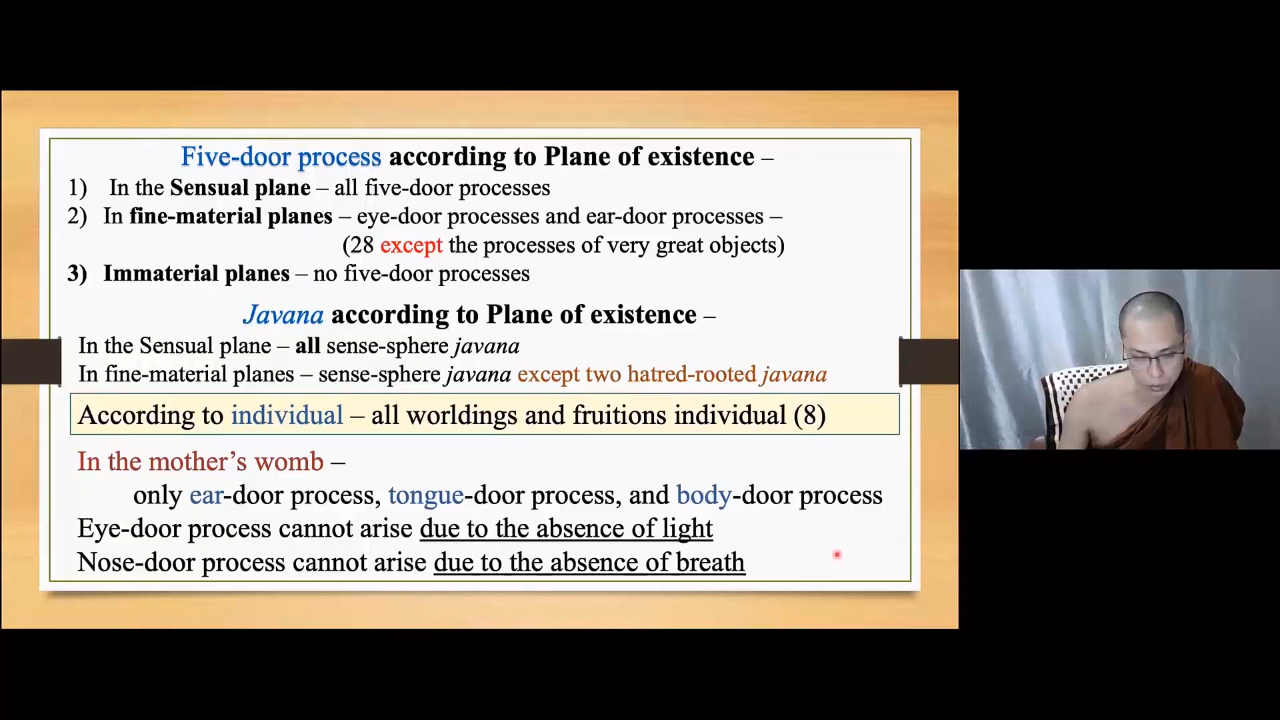 Five-door process according to Plane of existence –
1) In the Sensual plane – all five-door processes
2) In fine-material planes – eye-door processes and ear-door processes –
(28 except the processes of very great objects)
3) Immaterial planes – no five-door processes
Javana according to Plane of existence –
In the Sensual plane – all sense-sphere javana
In fine-material planes – sense-sphere javana except two hatred-rooted javana
According to individual – all worldings and fruitions individual (8)
In the mother's womb –
only ear-door process, tongue-door process, and body-door process
Eye-door process cannot arise due to the absence of light
Nose-door process cannot arise due to the absence of breath